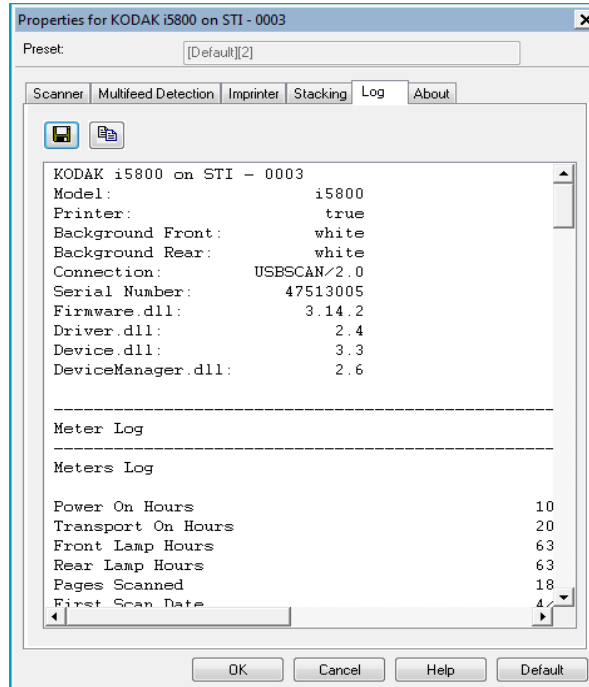 Properties for KODAK i5800 on STI - 0003
Preset: [Default][2]
Scanner Multifeed Detection Imprinter Stacking Log About
KODAK i5800 on STI - 0003
Model: i5800
Printer: true
Background Front: white
Background Rear: white
Connection: USBSCAN/2.0
Serial Number: 47513005
Firmware.dll: 3.14.2
Driver.dll: 2.4
Device.dll: 3.3
DeviceManager.dll: 2.6
Meter Log
Meters Log
Power On Hours 10
Transport On Hours 20
Front Lamp Hours 63
Rear Lamp Hours 63
Pages Scanned 18
First Scan Date 4/
OK Cancel Help Default